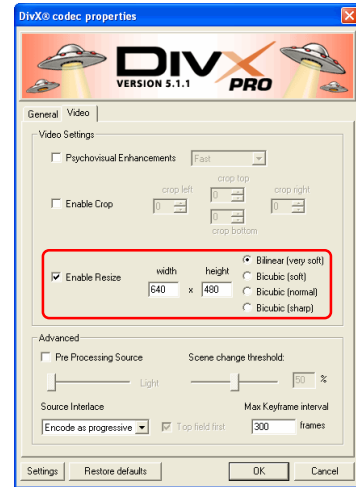 DivX® codec properties
DIVX
VERSION 5.1.1 PRO
General Video
Video Settings
Psychovisual Enhancements Fast
crop top
crop left 0 crop right
Enable Crop 0 0
0
crop bottom
Bilinear (very soft)
width height
Enable Resize 640 x 480 Bicubic (soft)
Bicubic (normal)
Bicubic (sharp)
Advanced
Pre Processing Source Scene change threshold:
Light 50 %
Source Interlace Max Keyframe interval
Encode as progressive Top field first 300 frames
Settings Restore defaults OK Cancel